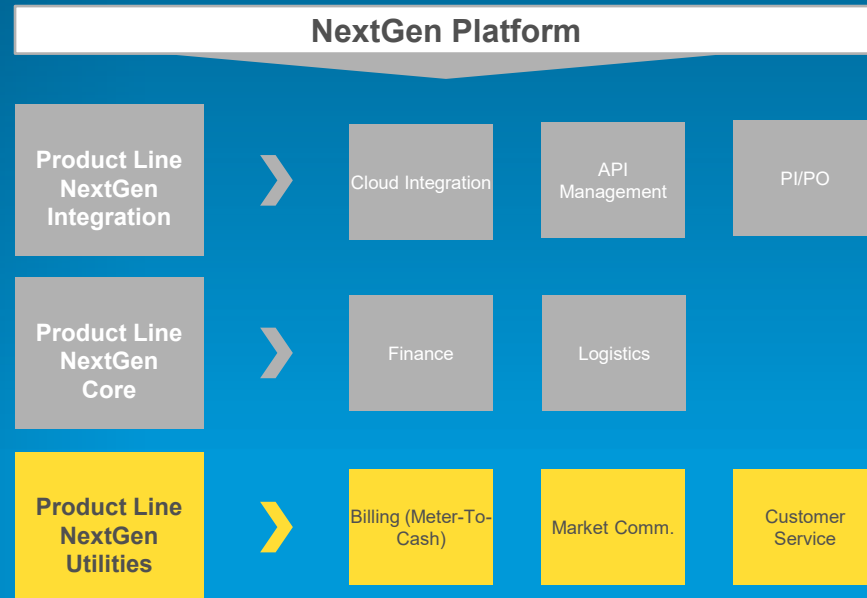 NextGen Platform
Product Line
NextGen
Integration
Cloud Integration
API
Management
PI/PO
Product Line
NextGen
Core
Finance
Logistics
Product Line
NextGen
Utilities
Billing (Meter-To-
Cash)
Market Comm.
Customer
Service